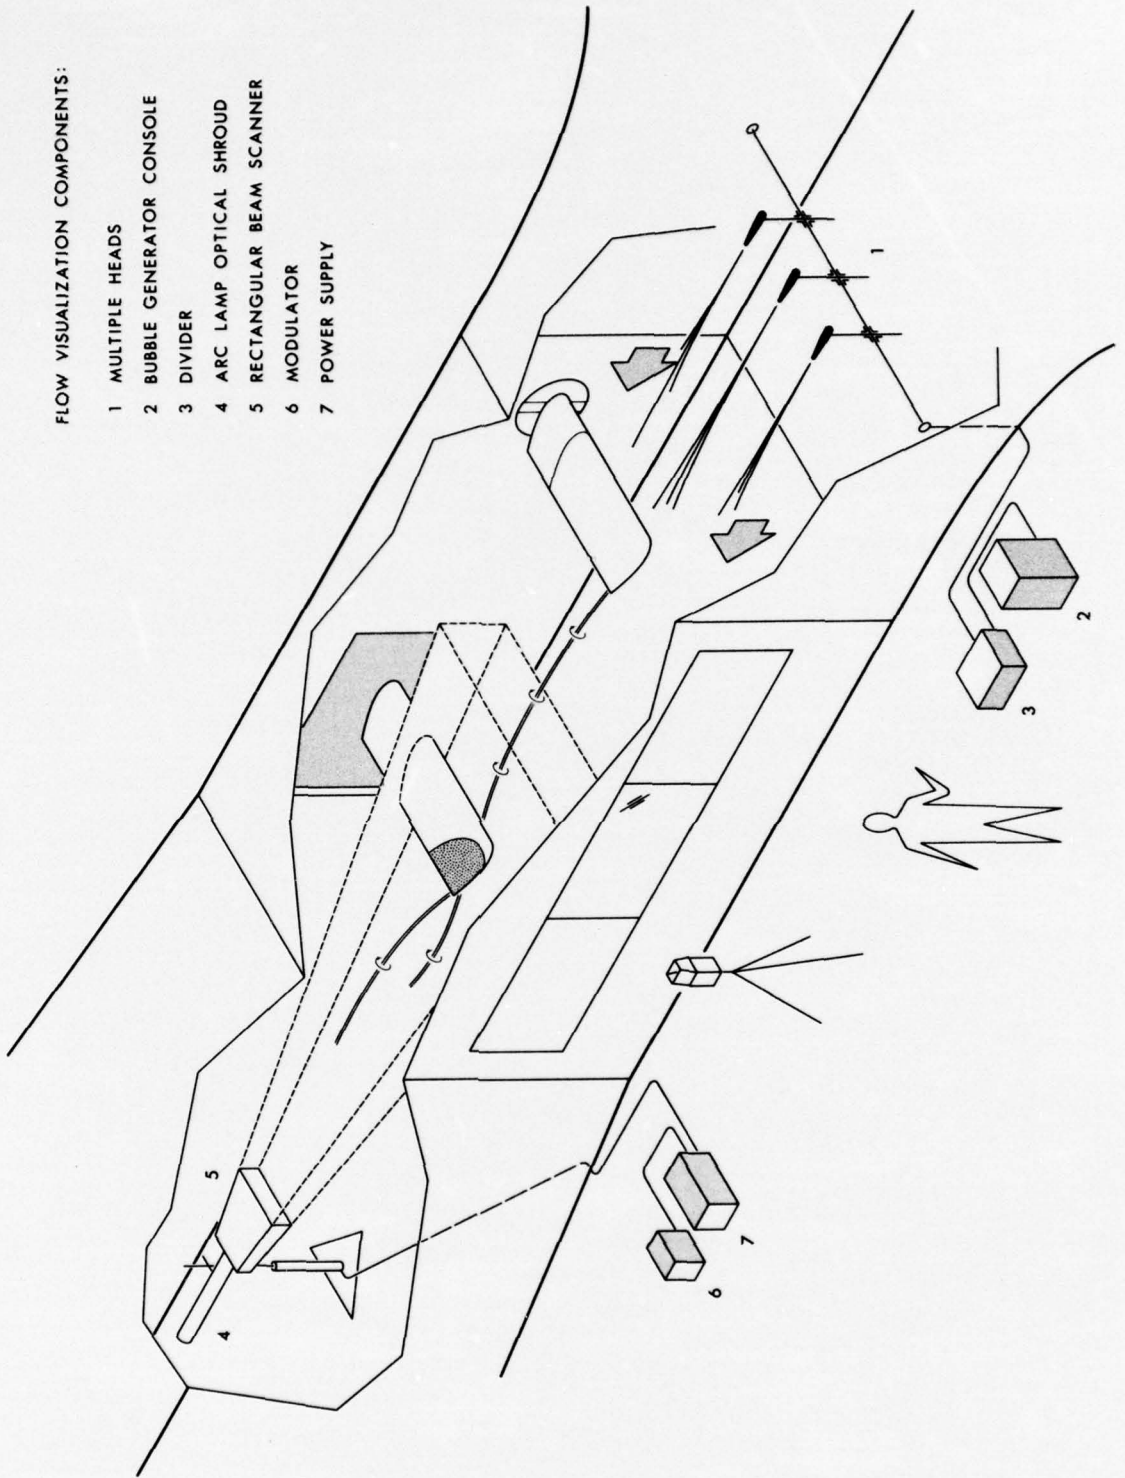 FLOW VISUALIZATION COMPONENTS:
1 MULTIPLE HEADS
2 BUBBLE GENERATOR CONSOLE
3 DIVIDER
4 ARC LAMP OPTICAL SHROUD
5 RECTANGULAR BEAM SCANNER
6 MODULATOR
7 POWER SUPPLY
1
2
3
4
5
6
7